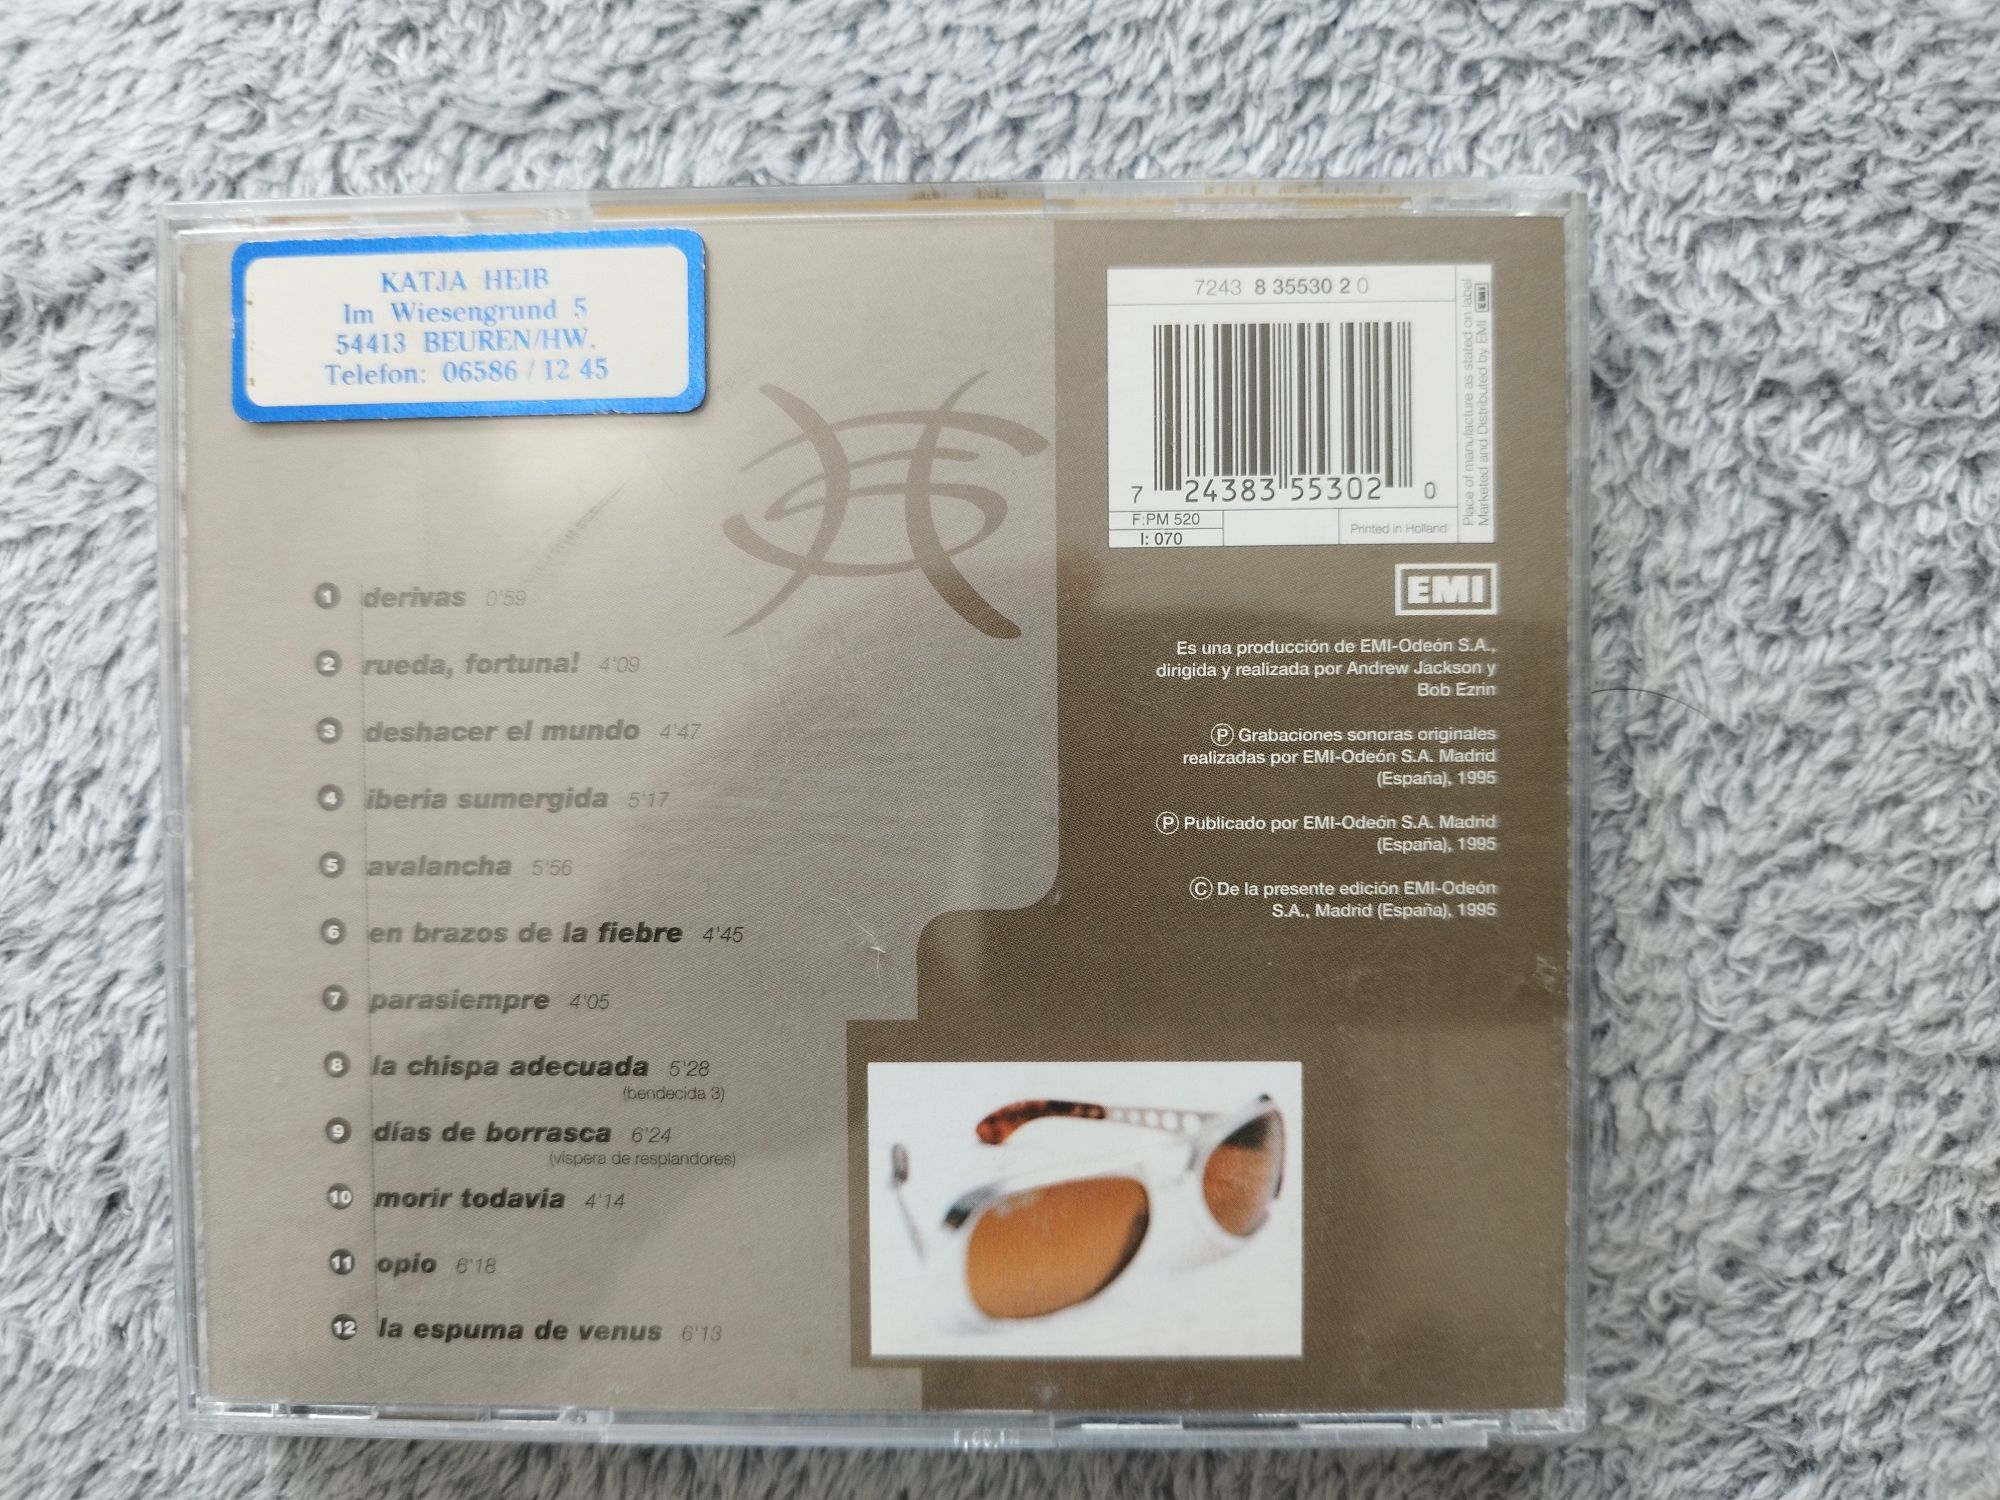 KATJA HEIB
Im Wiesengrund 5
54413 BEUREN/HW.
Telefon: 06586 / 12 45
7243 8 35530 2 0
7 24383 55302 0
F:PM 520
I: 070
Printed in Holland
Place of manufacture as stated on label
Marketed and Distributed by EMI EMI
EMI
Es una producción de EMI-Odeón S.A.,
dirigida y realizada por Andrew Jackson y
Bob Ezrin
Ⓟ Grabaciones sonoras originales
realizadas por EMI-Odeón S.A. Madrid
(España), 1995
Ⓟ Publicado por EMI-Odeón S.A. Madrid
(España), 1995
Ⓒ De la presente edición EMI-Odeón
S.A., Madrid (España), 1995
1 derivas 0'59
2 rueda, fortuna! 4'09
3 deshacer el mundo 4'47
4 iberia sumergida 5'17
5 avalancha 5'56
6 en brazos de la fiebre 4'45
7 parasiempre 4'05
8 la chispa adecuada 5'28
(bendecida 3)
9 días de borrasca 6'24
(víspera de resplandores)
10 morir todavia 4'14
11 opio 6'18
12 la espuma de venus 6'13